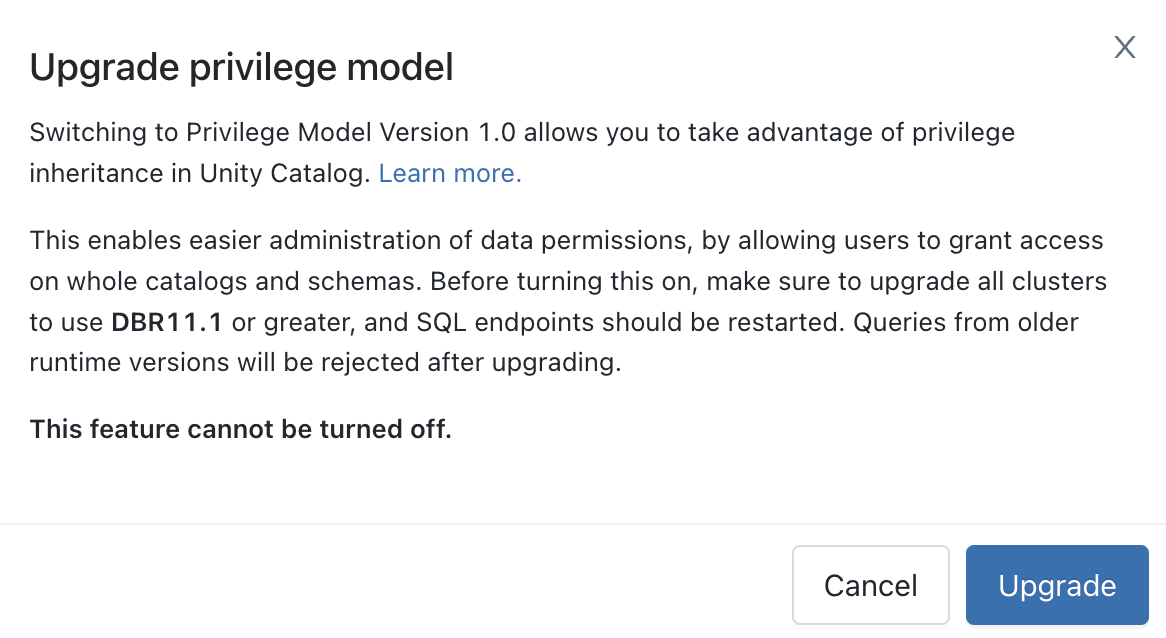 Upgrade privilege model
Switching to Privilege Model Version 1.0 allows you to take advantage of privilege
inheritance in Unity Catalog. Learn more.
This enables easier administration of data permissions, by allowing users to grant access
on whole catalogs and schemas. Before turning this on, make sure to upgrade all clusters
to use DBR11.1 or greater, and SQL endpoints should be restarted. Queries from older
runtime versions will be rejected after upgrading.
This feature cannot be turned off.
Cancel Upgrade